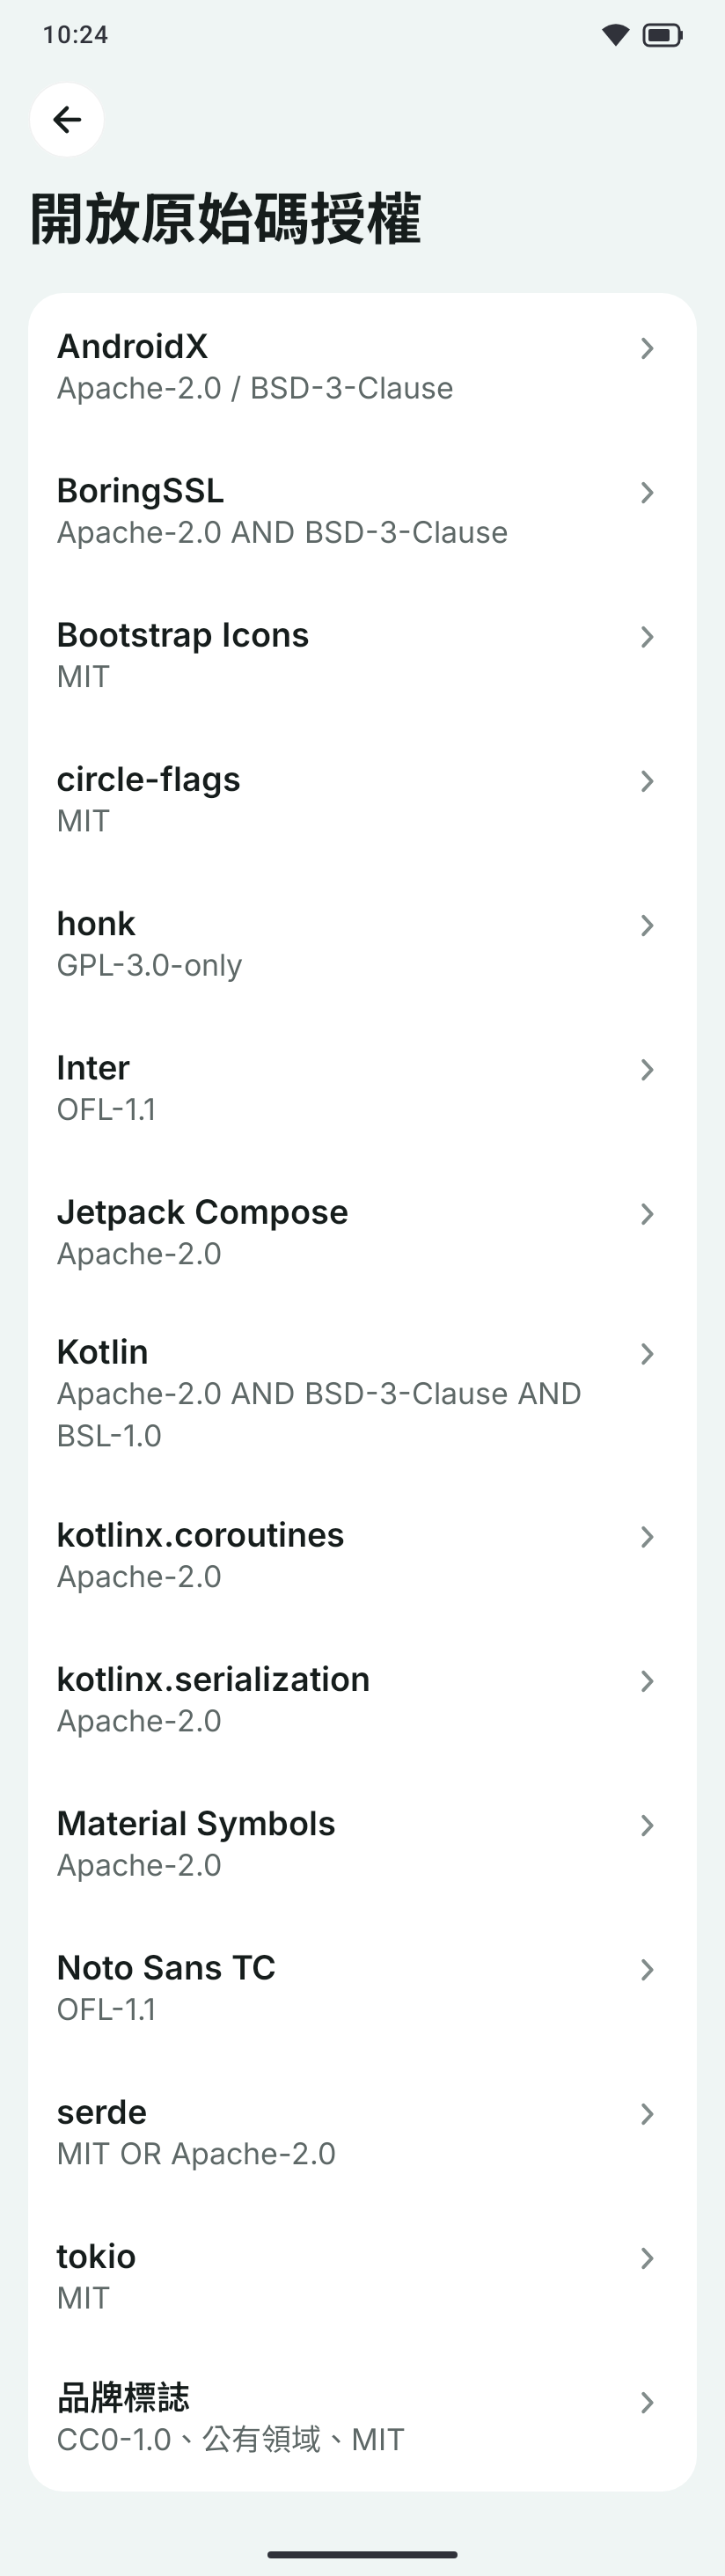 10:24
開放原始碼授權
AndroidX
Apache-2.0 / BSD-3-Clause
BoringSSL
Apache-2.0 AND BSD-3-Clause
Bootstrap Icons
MIT
circle-flags
MIT
honk
GPL-3.0-only
Inter
OFL-1.1
Jetpack Compose
Apache-2.0
Kotlin
Apache-2.0 AND BSD-3-Clause AND
BSL-1.0
kotlinx.coroutines
Apache-2.0
kotlinx.serialization
Apache-2.0
Material Symbols
Apache-2.0
Noto Sans TC
OFL-1.1
serde
MIT OR Apache-2.0
tokio
MIT
品牌標誌
CC0-1.0、公有領域、MIT